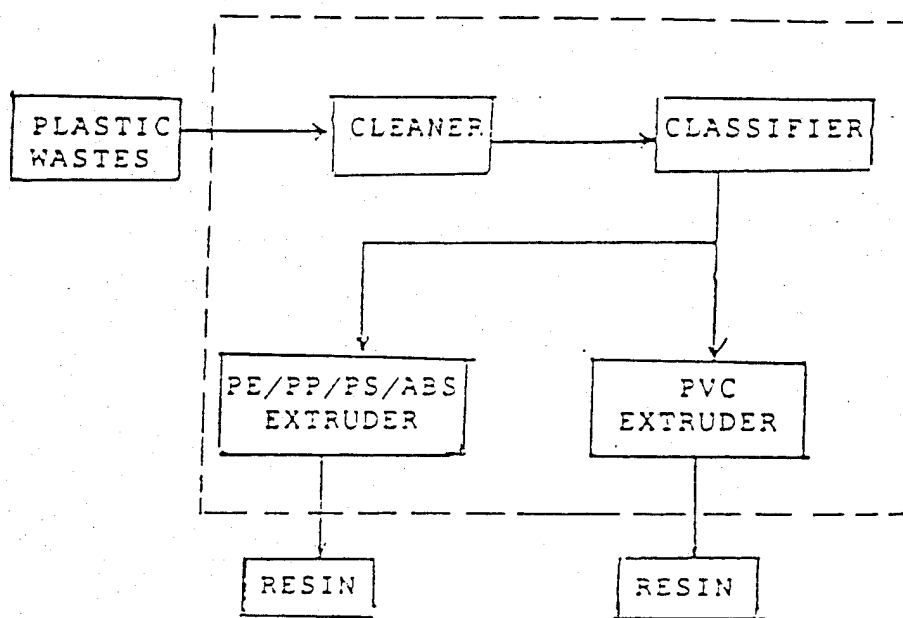 PLASTIC
WASTES
CLEANER
CLASSIFIER
PE/PP/PS/ABS
EXTRUDER
PVC
EXTRUDER
RESIN
RESIN